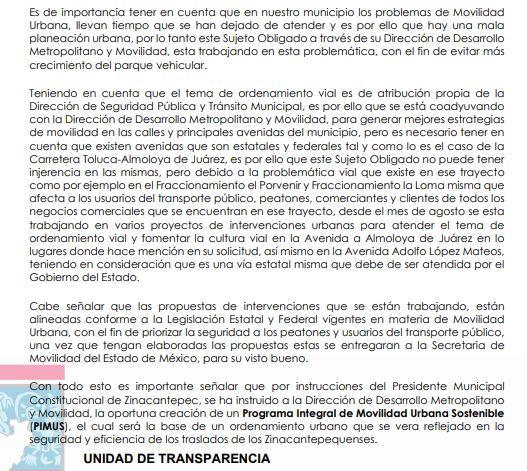 Es de importancia tener en cuenta que en nuestro municipio los problemas de Movilidad
Urbana, llevan tiempo que se han dejado de atender y es por ello que hay una mala
planeación urbana, por lo tanto este Sujeto Obligado a través de su Dirección de Desarrollo
Metropolitano y Movilidad, esta trabajando en esta problemática, con el fin de evitar más
crecimiento del parque vehicular.
Teniendo en cuenta que el tema de ordenamiento vial es de atribución propia de la
Dirección de Seguridad Pública y Tránsito Municipal, es por ello que se está coadyuvando
con la Dirección de Desarrollo Metropolitano y Movilidad, para generar mejores estrategias
de movilidad en las calles y principales avenidas del municipio, pero es necesario tener en
cuenta que existen avenidas que son estatales y federales tal y como lo es el caso de la
Carretera Toluca-Almoloya de Juárez, es por ello que este Sujeto Obligado no puede tener
injerencia en las mismas, pero debido a la problemática vial que existe en ese trayecto
como por ejemplo en el Fraccionamiento el Porvenir y Fraccionamiento la Loma misma que
afecta a los usuarios del transporte público, peatones, comerciantes y clientes de todos los
negocios comerciales que se encuentran en ese trayecto, desde el mes de agosto se esta
trabajando en varios proyectos de intervenciones urbanas para atender el tema de
ordenamiento vial y fomentar la cultura vial en la Avenida a Almoloya de Juárez en lo
lugares donde hace mención en su solicitud, así mismo en la Avenida Adolfo López Mateos,
teniendo en consideración que es una vía estatal misma que debe de ser atendida por el
Gobierno del Estado.
Cabe señalar que las propuestas de intervenciones que se están trabajando, están
alineadas conforme a la Legislación Estatal y Federal vigentes en materia de Movilidad
Urbana, con el fin de priorizar la seguridad a los peatones y usuarios del transporte público,
una vez que tengan elaboradas las propuestas estas se entregaran a la Secretaria de
Movilidad del Estado de México, para su visto bueno.
Con todo esto es importante señalar que por instrucciones del Presidente Municipal
Constitucional de Zinacantepec, se ha instruido a la Dirección de Desarrollo Metropolitano
y Movilidad, la oportuna creación de un Programa Integral de Movilidad Urbana Sostenible
(PIMUS), el cual será la base de un ordenamiento urbano que se vera reflejado en la
seguridad y eficiencia de los traslados de los Zinacantepequenses.
UNIDAD DE TRANSPARENCIA